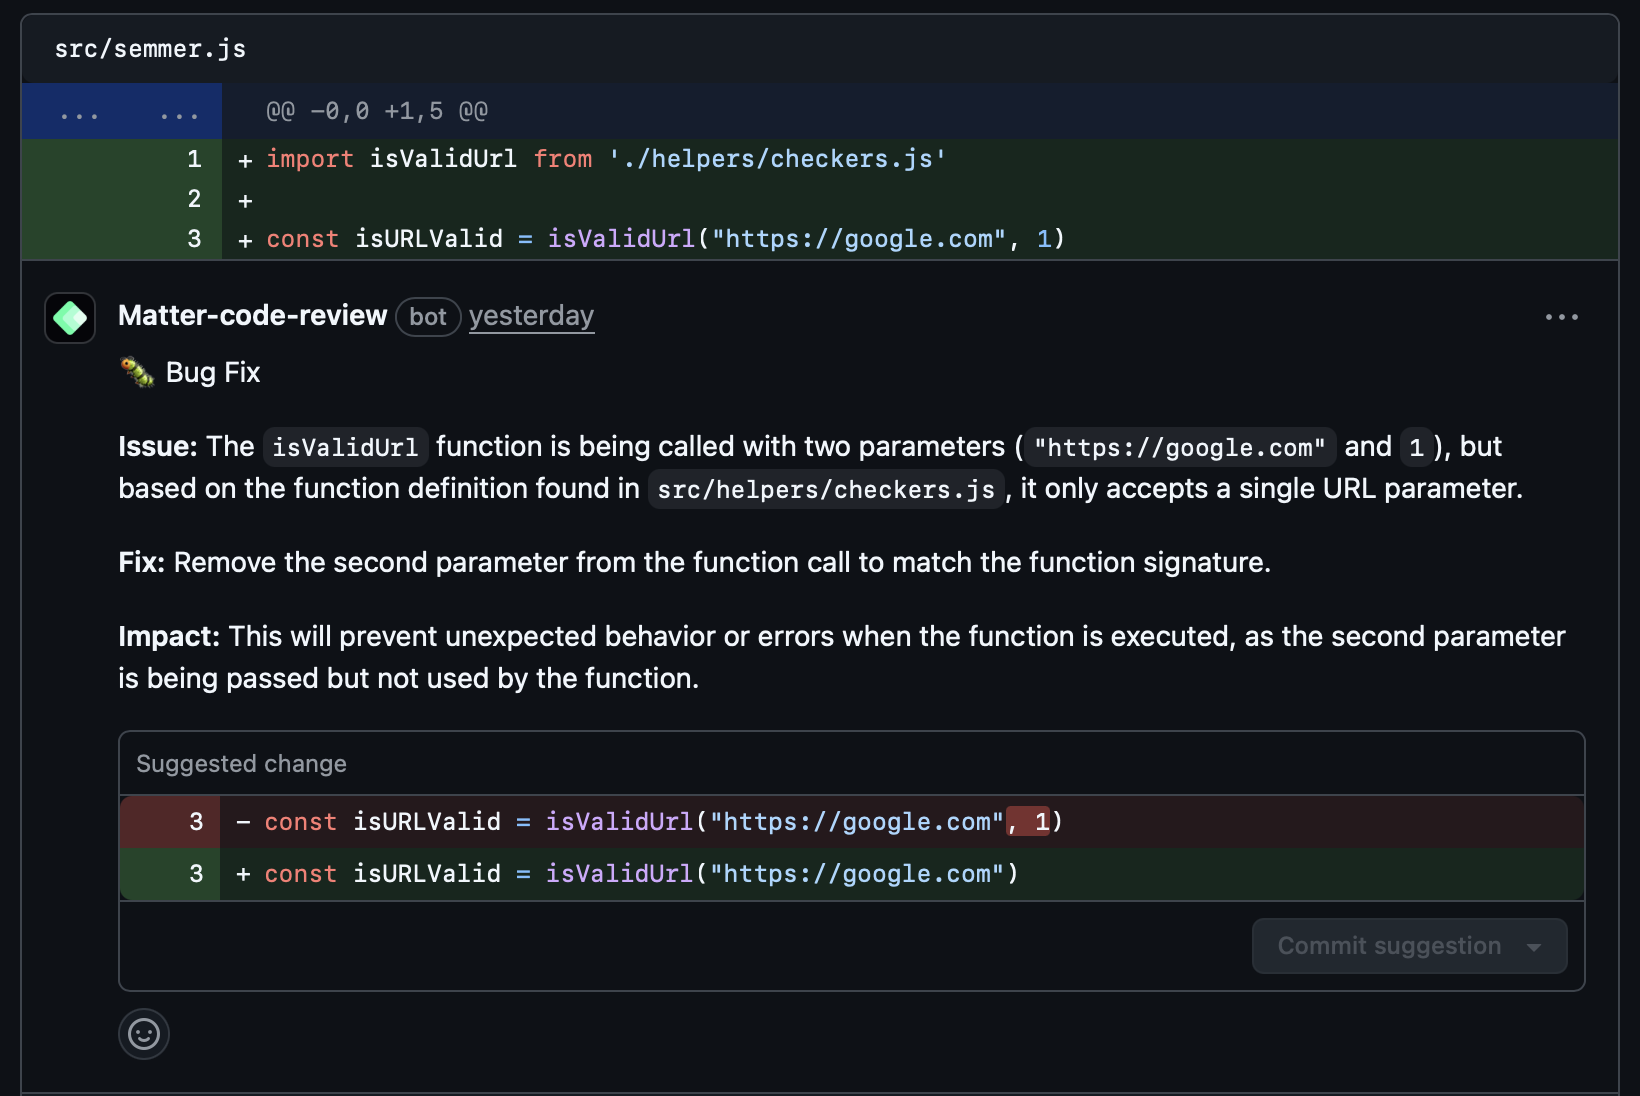 src/semmer.js
... ... @@ -0,0 +1,5 @@
1 + import isValidUrl from './helpers/checkers.js'
2 +
3 + const isURLValid = isValidUrl("https://google.com", 1)
Matter-code-review bot yesterday
🐛 Bug Fix
Issue: The isValidUrl function is being called with two parameters ( "https://google.com" and 1 ), but
based on the function definition found in src/helpers/checkers.js , it only accepts a single URL parameter.
Fix: Remove the second parameter from the function call to match the function signature.
Impact: This will prevent unexpected behavior or errors when the function is executed, as the second parameter
is being passed but not used by the function.
Suggested change
3 - const isURLValid = isValidUrl("https://google.com", 1)
3 + const isURLValid = isValidUrl("https://google.com")
Commit suggestion